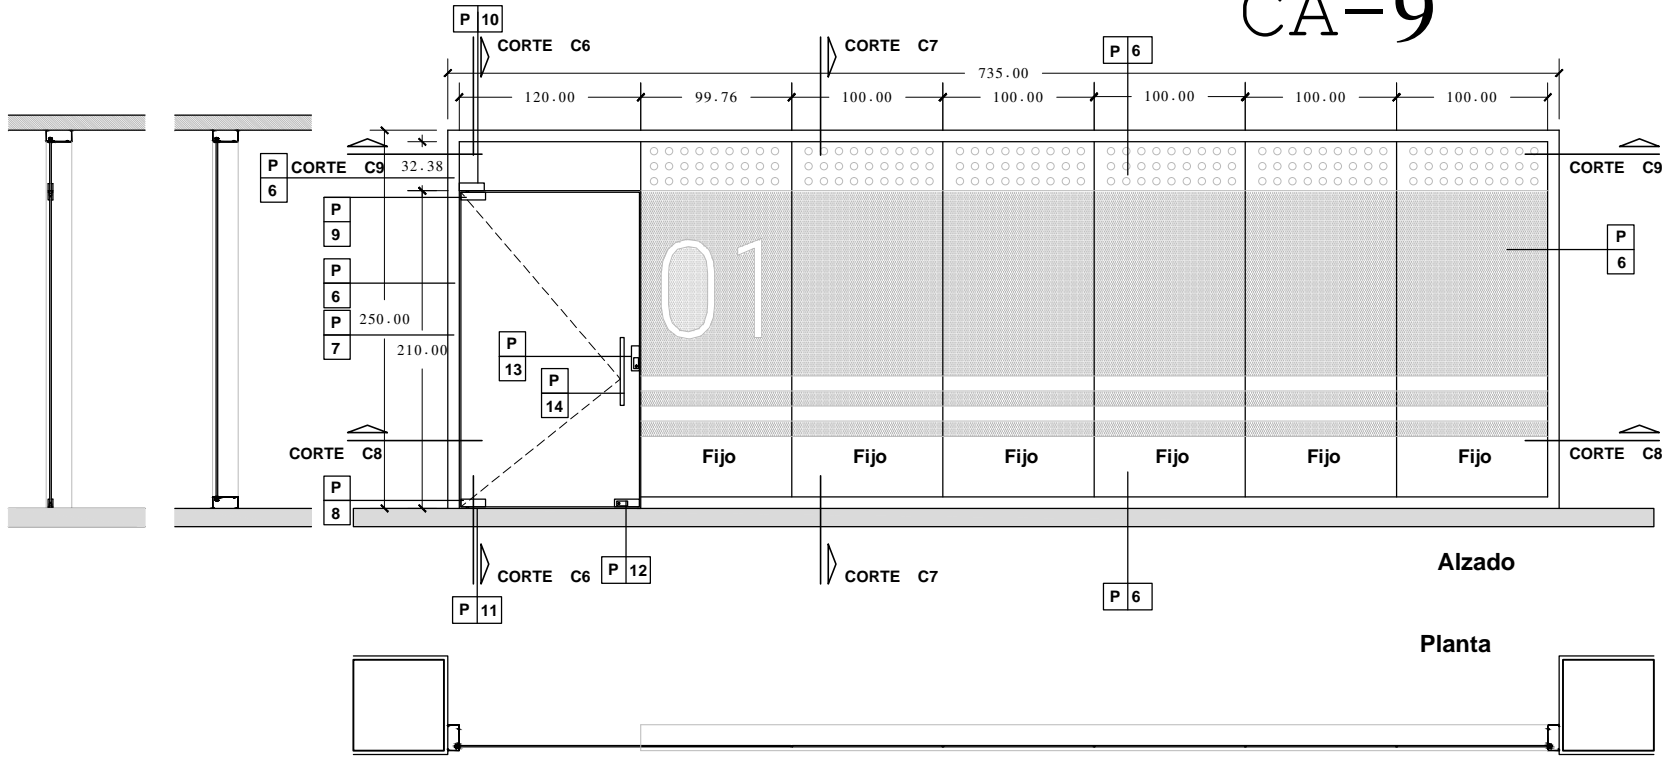 CA-9
P 10
CORTE C6
CORTE C7
P 6
735.00
120.00
99.76
100.00
100.00
100.00
100.00
100.00
P
6
CORTE C9
32.38
CORTE C9
P
9
P
6
P
7
250.00
210.00
01
P
6
P
13
P
14
CORTE C8
Fijo
Fijo
Fijo
Fijo
Fijo
Fijo
CORTE C8
P
8
CORTE C6
P 12
CORTE C7
P 11
P 6
Alzado
Planta